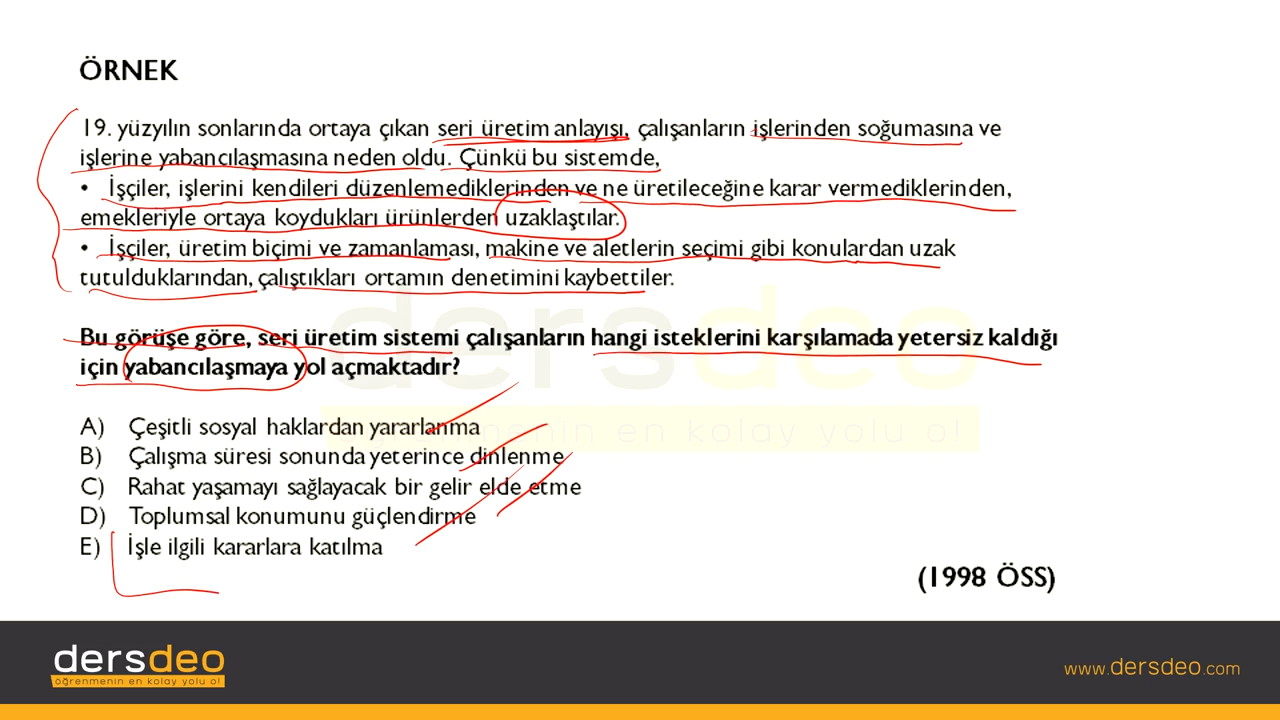 ÖRNEK
19. yüzyılın sonlarında ortaya çıkan seri üretim anlayışı, çalışanların işlerinden soğumasına ve
işlerine yabancılaşmasına neden oldu. Çünkü bu sistemde,
• İşçiler, işlerini kendileri düzenlemediklerinden ve ne üretileceğine karar vermediklerinden,
emekleriyle ortaya koydukları ürünlerden uzaklaştılar.
• İşçiler, üretim biçimi ve zamanlaması, makine ve aletlerin seçimi gibi konulardan uzak
tutulduklarından, çalıştıkları ortamın denetimini kaybettiler.
Bu görüşe göre, seri üretim sistemi çalışanların hangi isteklerini karşılamada yetersiz kaldığı
için yabancılaşmaya yol açmaktadır?
dersdeo
öğrenmenin en kolay yolu o!
A) Çeşitli sosyal haklardan yararlanma
B) Çalışma süresi sonunda yeterince dinlenme
C) Rahat yaşamayı sağlayacak bir gelir elde etme
D) Toplumsal konumunu güçlendirme
E) İşle ilgili kararlara katılma
(1998 ÖSS)
dersdeo
öğrenmenin en kolay yolu o!
www.dersdeo.com